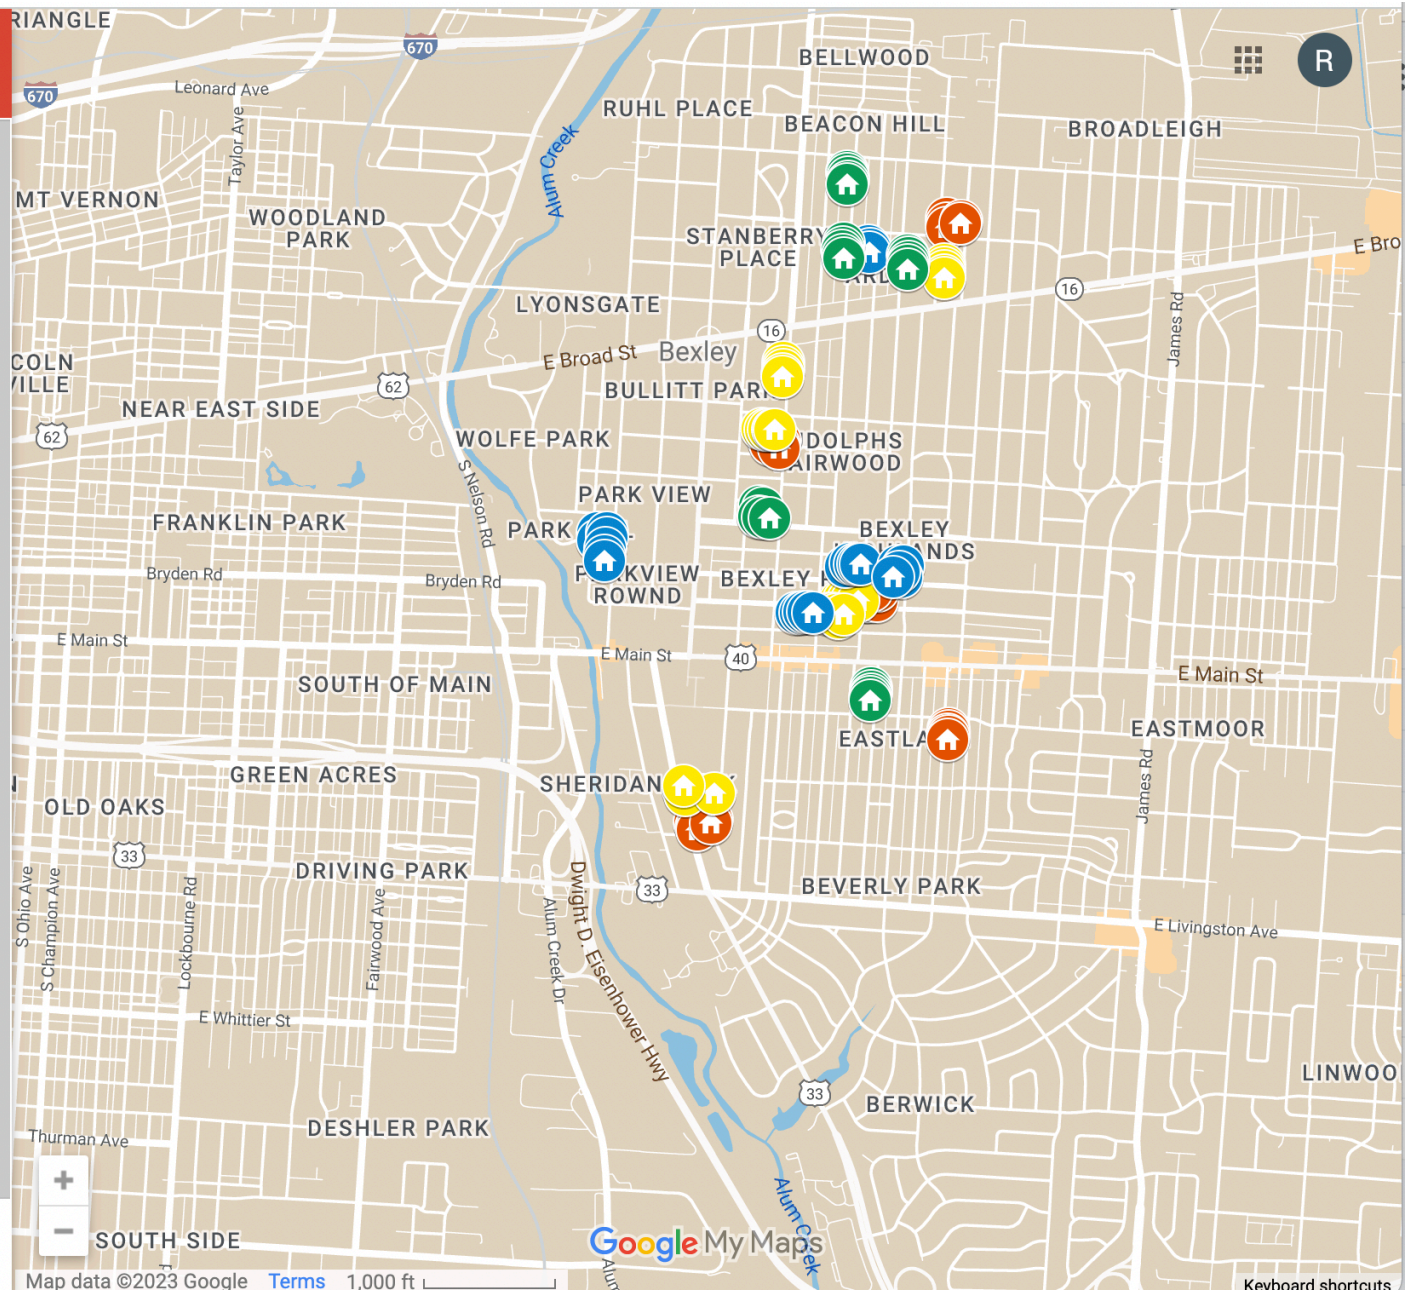 RIANGLE
670
BELLWOOD
R
670
Leonard Ave
Taylor Ave
RUHL PLACE
BEACON HILL
BROADLEIGH
Alum Creek
MT VERNON
WOODLAND
PARK
STANBERRY
PLACE
ARD
E Bro
16
LYONSGATE
16
James Rd
E Broad St
Bexley
COLN
VILLE
62
BULLITT PAR
NEAR EAST SIDE
62
WOLFE PARK
DOLPHS
AIRWOOD
S Nelson Rd
PARK VIEW
FRANKLIN PARK
PARK
BEXLEY
ANDS
Bryden Rd
Bryden Rd
P
RKVIEW
ROWND
BEXLEY
E Main St
E Main St
40
E Main St
SOUTH OF MAIN
EASTLA
EASTMOOR
GREEN ACRES
SHERIDAN
James Rd
OLD OAKS
33
DRIVING PARK
33
BEVERLY PARK
S Ohio Ave
S Champion Ave
Lockbourne Rd
Fairwood Ave
Alum Creek Dr
Dwight D. Eisenhower Hwy
E Livingston Ave
E Whittier St
LINWOO
33
BERWICK
Thurman Ave
DESHLER PARK
+
−
SOUTH SIDE
Alum Creek
Google My Maps
Alum
Map data ©2023 Google Terms 1,000 ft
Keyboard shortcuts